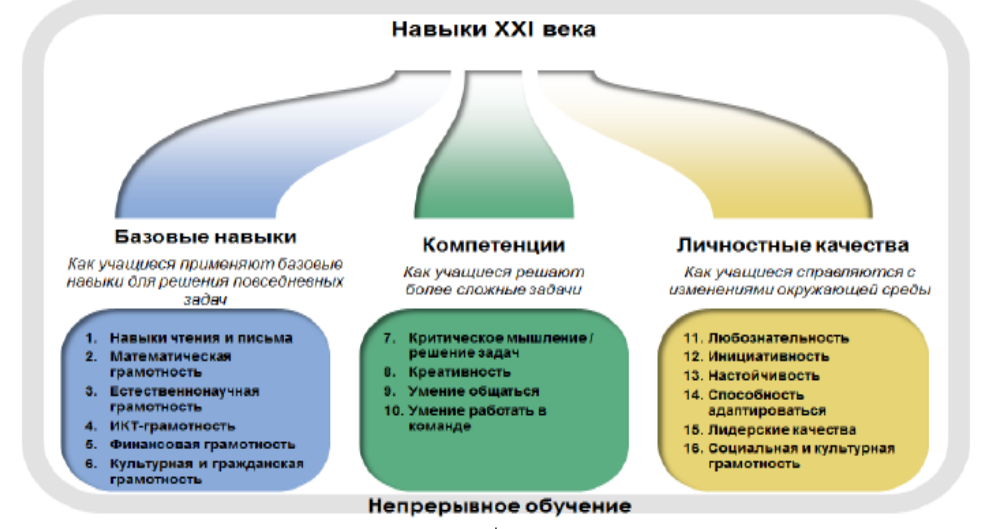 Навыки XXI века
Базовые навыки
Как учащиеся применяют базовые
навыки для решения повседневных
задач
1. Навыки чтения и письма
2. Математическая
грамотность
3. Естественнонаучная
грамотность
4. ИКТ-грамотность
5. Финансовая грамотность
6. Культурная и гражданская
грамотность
Компетенции
Как учащиеся решают
более сложные задачи
7. Критическое мышление /
решение задач
8. Креативность
9. Умение общаться
10. Умение работать в
команде
Личностные качества
Как учащиеся справляются с
изменениями окружающей среды
11. Любознательность
12. Инициативность
13. Настойчивость
14. Способность
адаптироваться
15. Лидерские качества
16. Социальная и культурная
грамотность
Непрерывное обучение